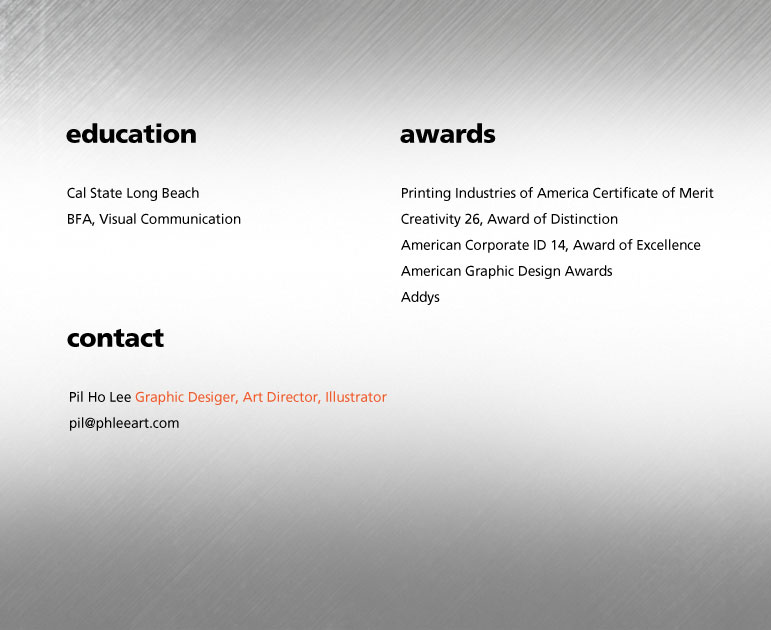 education
Cal State Long Beach
BFA, Visual Communication
awards
Printing Industries of America Certificate of Merit
Creativity 26, Award of Distinction
American Corporate ID 14, Award of Excellence
American Graphic Design Awards
Addys
contact
Pil Ho Lee Graphic Desiger, Art Director, Illustrator
pil@phleeart.com